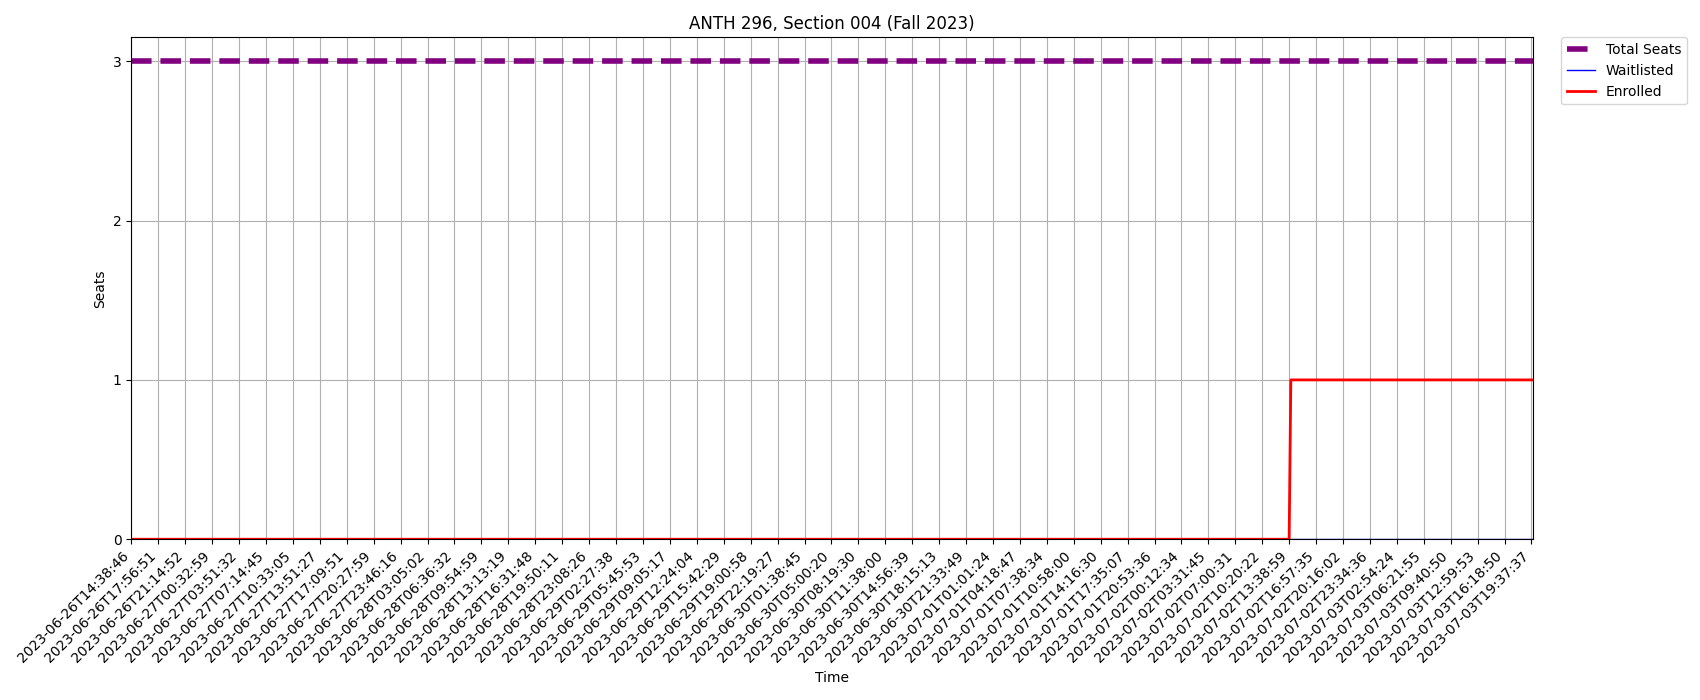 ANTH 296, Section 004 (Fall 2023)
Total Seats
Waitlisted
Enrolled
3
2
1
0
Seats
2023-06-26T14:38:46
2023-06-26T17:56:51
2023-06-26T21:14:52
2023-06-27T00:32:59
2023-06-27T03:51:32
2023-06-27T07:14:45
2023-06-27T10:33:05
2023-06-27T13:51:27
2023-06-27T17:09:51
2023-06-27T20:27:59
2023-06-27T23:46:16
2023-06-28T03:05:02
2023-06-28T06:36:32
2023-06-28T09:54:59
2023-06-28T13:13:19
2023-06-28T16:31:48
2023-06-28T19:50:11
2023-06-28T23:08:26
2023-06-29T02:27:38
2023-06-29T05:45:53
2023-06-29T09:05:17
2023-06-29T12:24:04
2023-06-29T15:42:29
2023-06-29T19:00:58
2023-06-29T22:19:27
2023-06-30T01:38:45
2023-06-30T05:00:20
2023-06-30T08:19:30
2023-06-30T11:38:00
2023-06-30T14:56:39
2023-06-30T18:15:13
2023-06-30T21:33:49
2023-07-01T01:01:24
2023-07-01T04:18:47
2023-07-01T07:38:34
2023-07-01T10:58:00
2023-07-01T14:16:30
2023-07-01T17:35:07
2023-07-01T20:53:36
2023-07-02T00:12:34
2023-07-02T03:31:45
2023-07-02T07:00:31
2023-07-02T10:20:22
2023-07-02T13:38:59
2023-07-02T16:57:35
2023-07-02T20:16:02
2023-07-02T23:34:36
2023-07-03T02:54:24
2023-07-03T06:21:55
2023-07-03T09:40:50
2023-07-03T12:59:53
2023-07-03T16:18:50
2023-07-03T19:37:37
Time